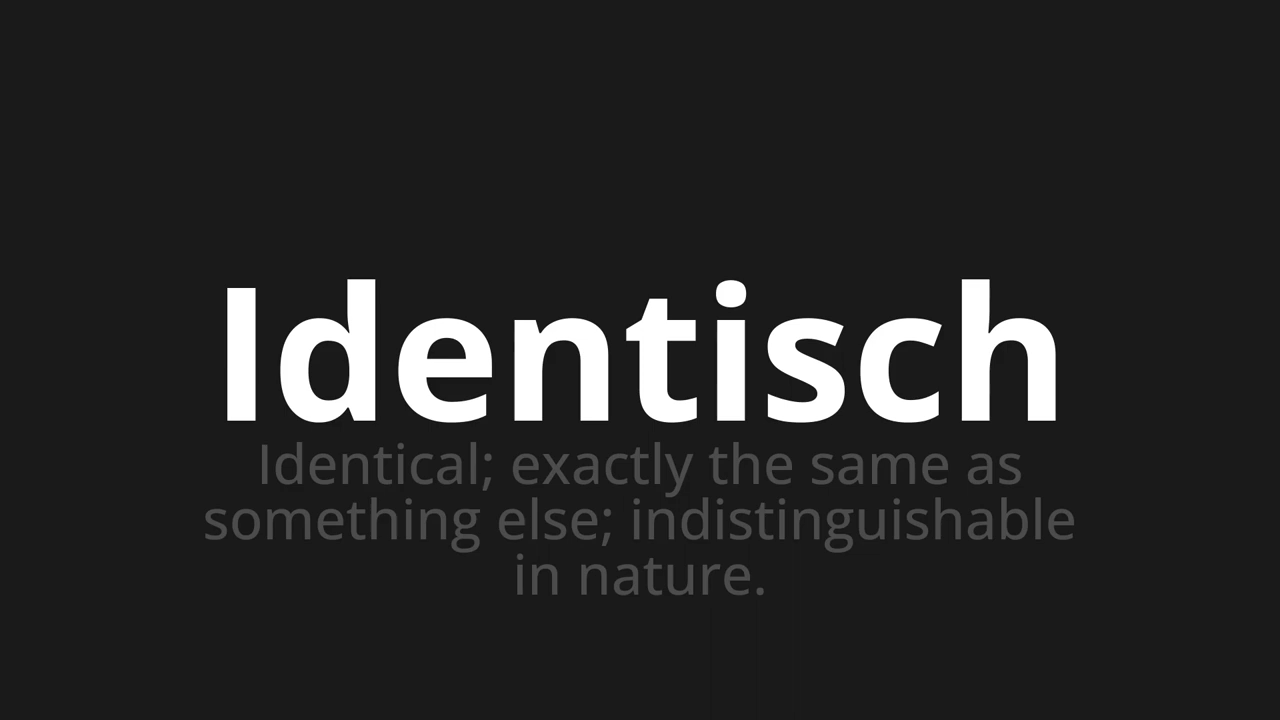 Identisch
Identical; exactly the same as
something else; indistinguishable
in nature.